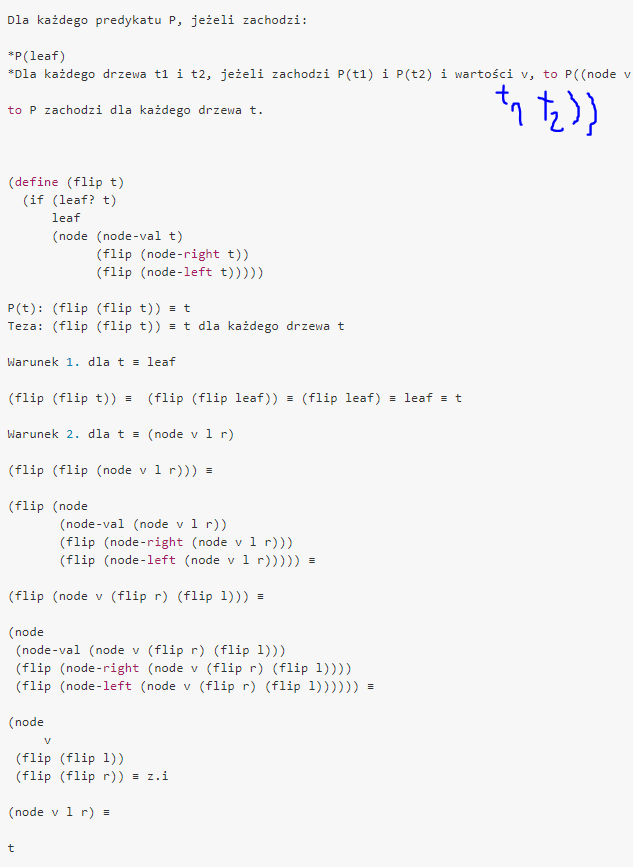 Dla każdego predykatu P, jeżeli zachodzi:
*P(leaf)
*Dla każdego drzewa t1 i t2, jeżeli zachodzi P(t1) i P(t2) i wartości v, to P((node v
t1 t2))
to P zachodzi dla każdego drzewa t.
(define (flip t)
(if (leaf? t)
leaf
(node (node-val t)
(flip (node-right t))
(flip (node-left t)))))
P(t): (flip (flip t)) ≡ t
Teza: (flip (flip t)) ≡ t dla każdego drzewa t
Warunek 1. dla t ≡ leaf
(flip (flip t)) ≡ (flip (flip leaf)) ≡ (flip leaf) ≡ leaf ≡ t
Warunek 2. dla t ≡ (node v l r)
(flip (flip (node v l r))) ≡
(flip (node
(node-val (node v l r))
(flip (node-right (node v l r)))
(flip (node-left (node v l r))))) ≡
(flip (node v (flip r) (flip l))) ≡
(node
(node-val (node v (flip r) (flip l)))
(flip (node-right (node v (flip r) (flip l))))
(flip (node-left (node v (flip r) (flip l)))))) ≡
(node
v
(flip (flip l))
(flip (flip r)) ≡ z.i
(node v l r) ≡
t